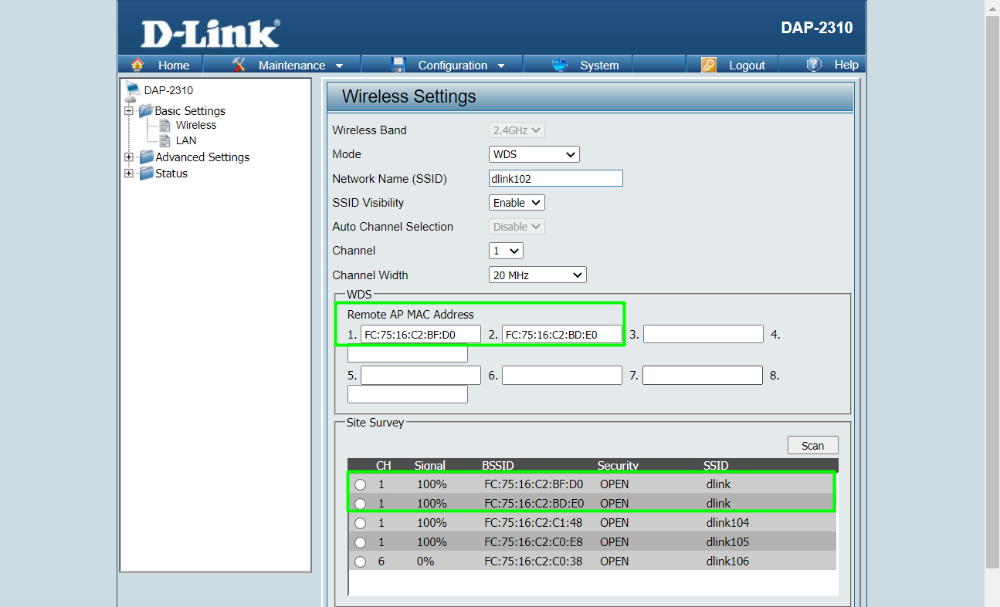 D-Link®
DAP-2310
Home Maintenance Configuration System Logout Help
DAP-2310
Basic Settings
Wireless
LAN
Advanced Settings
Status
Wireless Settings
Wireless Band 2.4GHz
Mode WDS
Network Name (SSID) dlink102
SSID Visibility Enable
Auto Channel Selection Disable
Channel 1
Channel Width 20 MHz
WDS
Remote AP MAC Address
1. FC:75:16:C2:BF:D0 2. FC:75:16:C2:BD:E0 3. 4.
5. 6. 7. 8.
Site Survey
Scan
CH Signal BSSID Security SSID
1 100% FC:75:16:C2:BF:D0 OPEN dlink
1 100% FC:75:16:C2:BD:E0 OPEN dlink
1 100% FC:75:16:C2:C1:48 OPEN dlink104
1 100% FC:75:16:C2:C0:E8 OPEN dlink105
6 0% FC:75:16:C2:C0:38 OPEN dlink106